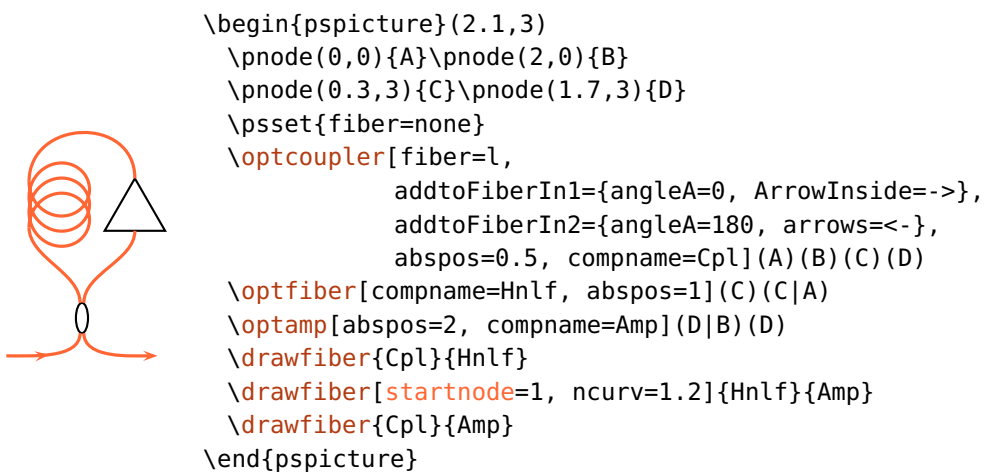 \begin{pspicture}(2.1,3)
  \pnode(0,0){A}\pnode(2,0){B}
  \pnode(0.3,3){C}\pnode(1.7,3){D}
  \psset{fiber=none}
  \optcoupler[fiber=l,
            addtoFiberIn1={angleA=0, ArrowInside=->},
            addtoFiberIn2={angleA=180, arrows=<-},
            abspos=0.5, compname=Cpl](A)(B)(C)(D)
  \optfiber[compname=Hnlf, abspos=1](C)(C|A)
  \optamp[abspos=2, compname=Amp](D|B)(D)
  \drawfiber{Cpl}{Hnlf}
  \drawfiber[startnode=1, ncurv=1.2]{Hnlf}{Amp}
  \drawfiber{Cpl}{Amp}
\end{pspicture}